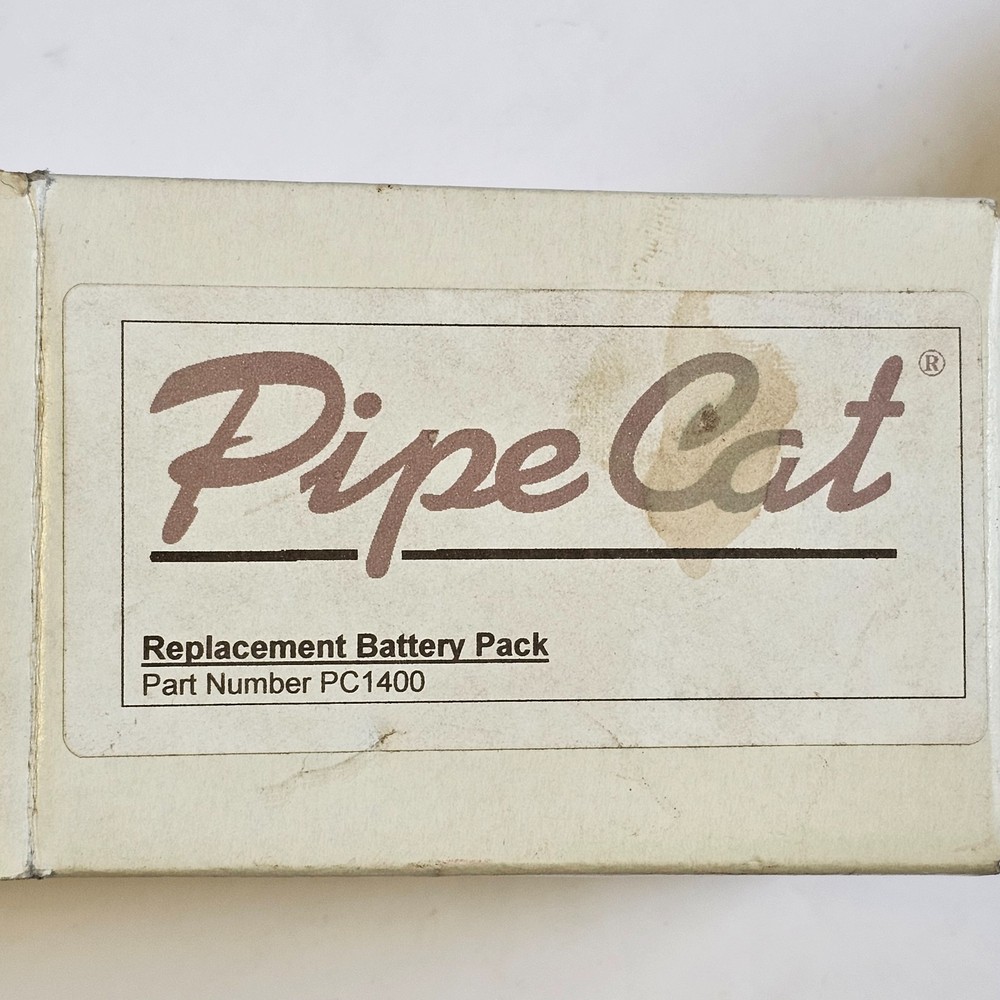 Pipe Cat ®
Replacement Battery Pack
Part Number PC1400